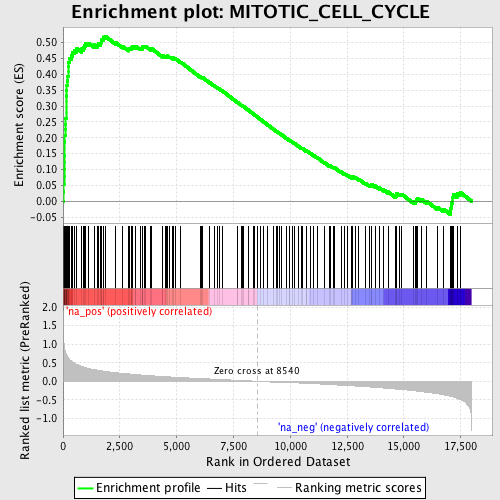 Enrichment plot: MITOTIC_CELL_CYCLE
Enrichment score (ES)
0.50
0.45
0.40
0.35
0.30
0.25
0.20
0.15
0.10
0.05
0.00
-0.05
'na_pos' (positively correlated)
Ranked list metric (PreRanked)
2.0
1.5
1.0
0.5
0.0
-0.5
-1.0
Zero cross at 8540
'na_neg' (negatively correlated)
0
2,500
5,000
7,500
10,000
12,500
15,000
17,500
Rank in Ordered Dataset
Enrichment profile
Hits
Ranking metric scores